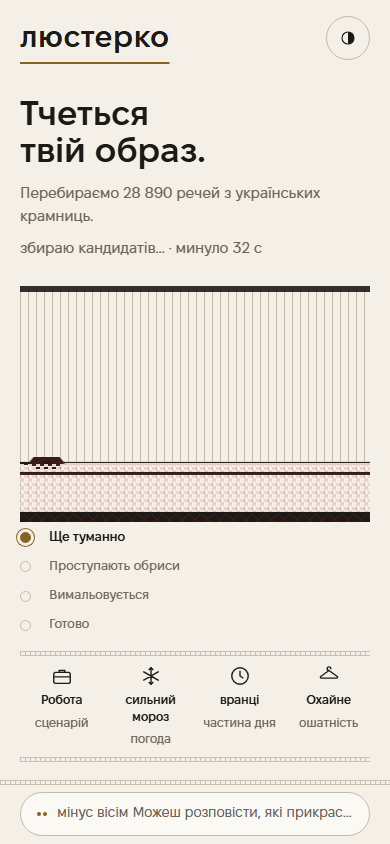 люстерко
Тчеться
твій образ.
Перебираємо 28 890 речей з українських
крамниць.
збираю кандидатів... · минуло 32 с
Ще туманно
Проступають обриси
Вимальовується
Готово
Робота
сценарій
сильний
мороз
погода
вранці
частина дня
Охайне
ошатність
мінус вісім Можеш розповісти, які прикрас...